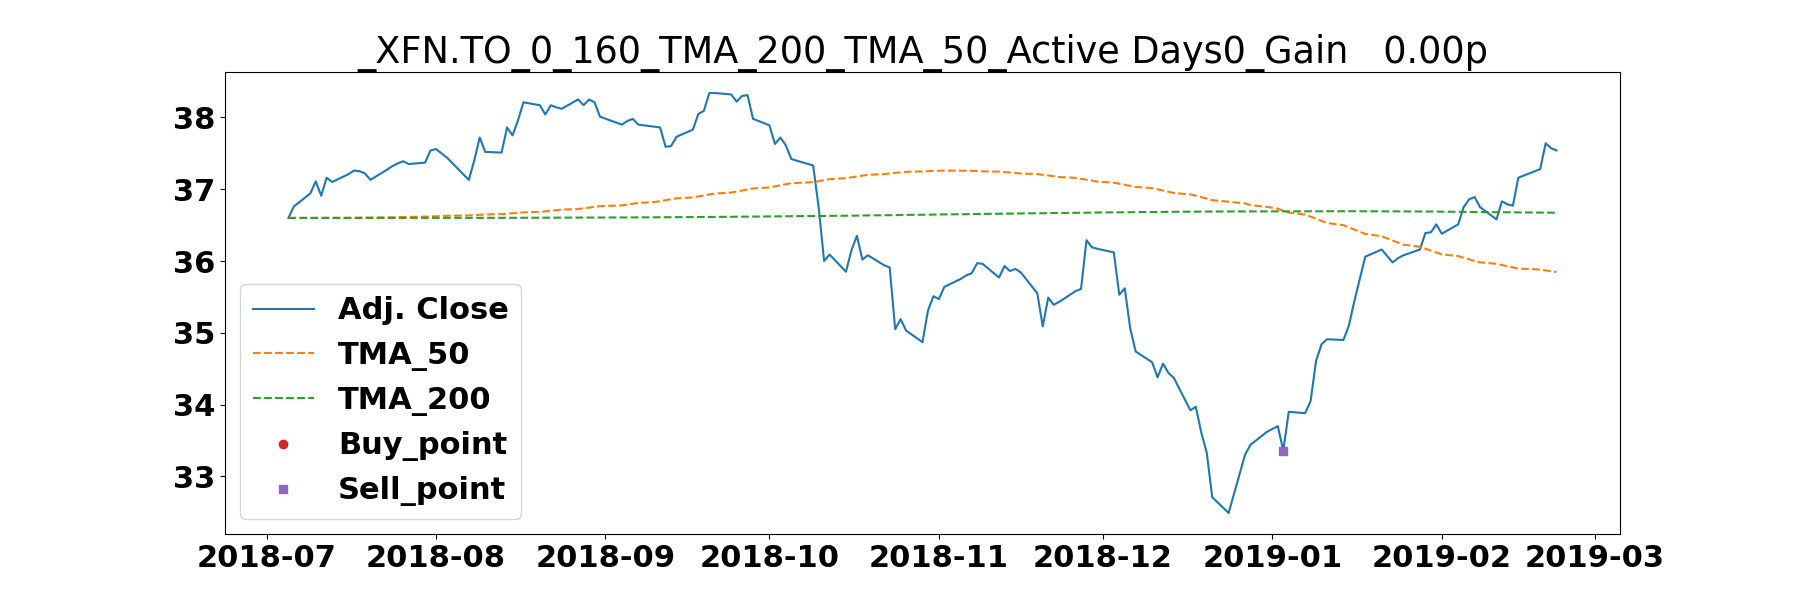 _XFN.TO_0_160_TMA_200_TMA_50_Active Days0_Gain   0.00p
38
37
36
35
34
33
Adj. Close
TMA_50
TMA_200
Buy_point
Sell_point
2018-07 2018-08 2018-09 2018-10 2018-11 2018-12 2019-01 2019-02 2019-03